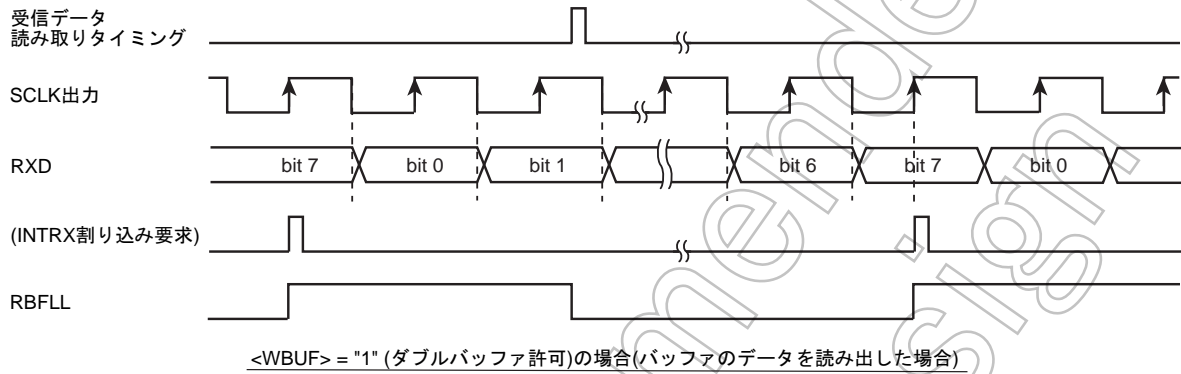 受信データ
読み取りタイミング
SCLK出力
RXD
bit 7
bit 0
bit 1
bit 6
bit 7
bit 0
(INTRX割り込み要求)
RBFLL
<WBUF> = "1" (ダブルバッファ許可)の場合(バッファのデータを読み出した場合)